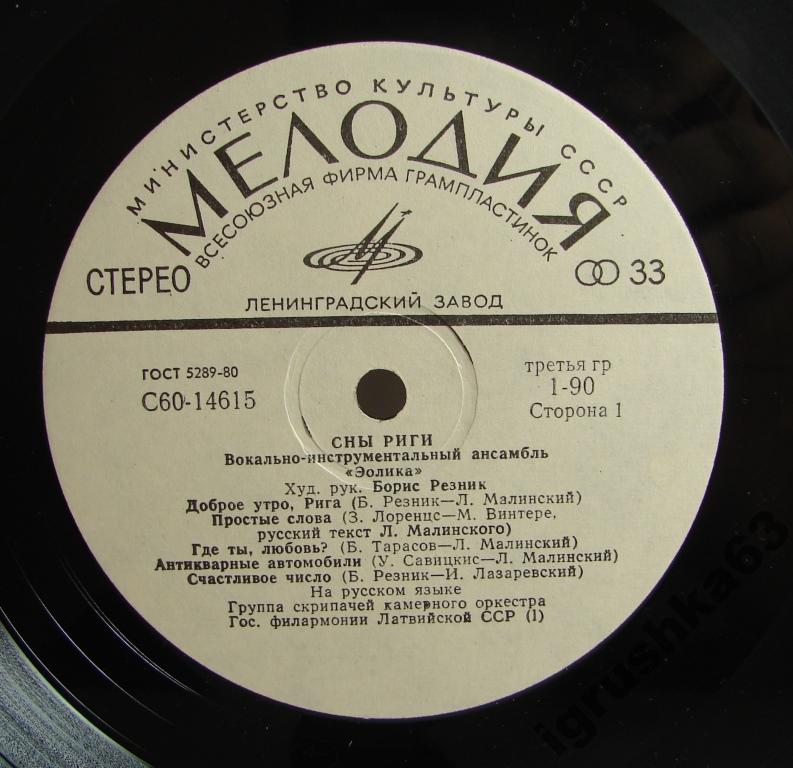 МИНИСТЕРСТВО КУЛЬТУРЫ СССР
МЕЛОДИЯ
ВСЕСОЮЗНАЯ ФИРМА ГРАМПЛАСТИНОК
СТЕРЕО
33
ЛЕНИНГРАДСКИЙ ЗАВОД
ГОСТ 5289-80
С60-14615
третья гр
1-90
Сторона 1
СНЫ РИГИ
Вокально-инструментальный ансамбль
«Эолика»
Худ. рук. Борис Резник
Доброе утро, Рига (Б. Резник—Л. Малинский)
Простые слова (З. Лоренцс—М. Винтере,
русский текст Л. Малинского)
Где ты, любовь? (Б. Тарасов—Л. Малинский)
Антикварные автомобили (У. Савицкис—Л. Малинский)
Счастливое число (Б. Резник—И. Лазаревский)
На русском языке
Группа скрипачей камерного оркестра
Гос. филармонии Латвийской ССР (1)
igrushka63